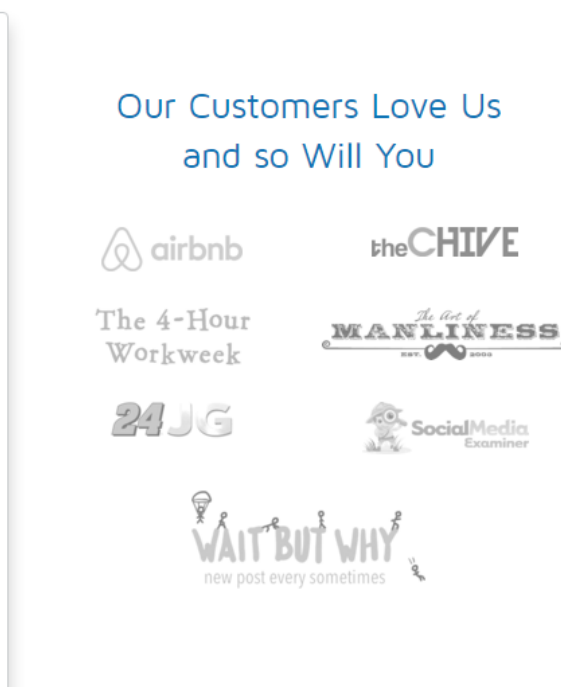 Our Customers Love Us
and so Will You
airbnb
theCHIVE
The 4-Hour
Workweek
The Art of
MANLINESS
EST. 2008
24JG
SocialMedia
Examiner
WAIT BUT WHY
new post every sometimes